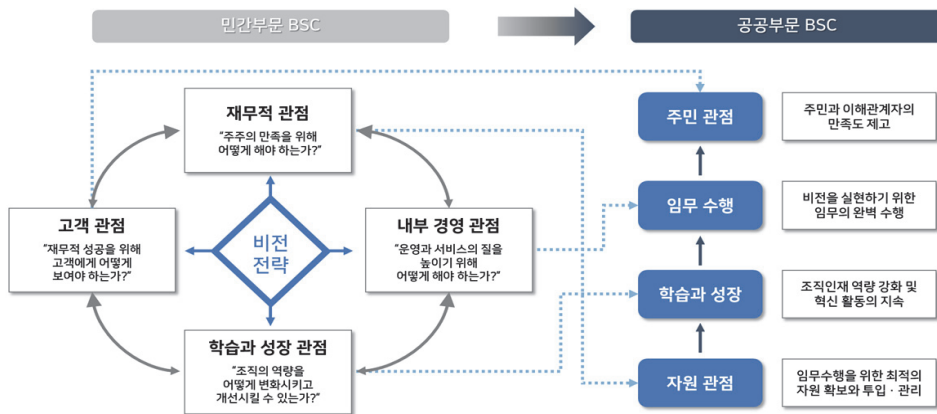 민간부문 BSC
공공부문 BSC
재무적 관점
"주주의 만족을 위해
어떻게 해야 하는가?"
고객 관점
"재무적 성공을 위해
고객에게 어떻게
보여야 하는가?"
비전
전략
내부 경영 관점
"운영과 서비스의 질을
높이기 위해
어떻게 해야 하는가?"
학습과 성장 관점
"조직의 역량을
어떻게 변화시키고
개선시킬 수 있는가?"
주민 관점
주민과 이해관계자의
만족도 제고
임무 수행
비전을 실현하기 위한
임무의 완벽 수행
학습과 성장
조직인재 역량 강화 및
혁신 활동의 지속
자원 관점
임무수행을 위한 최적의
자원 확보와 투입 · 관리